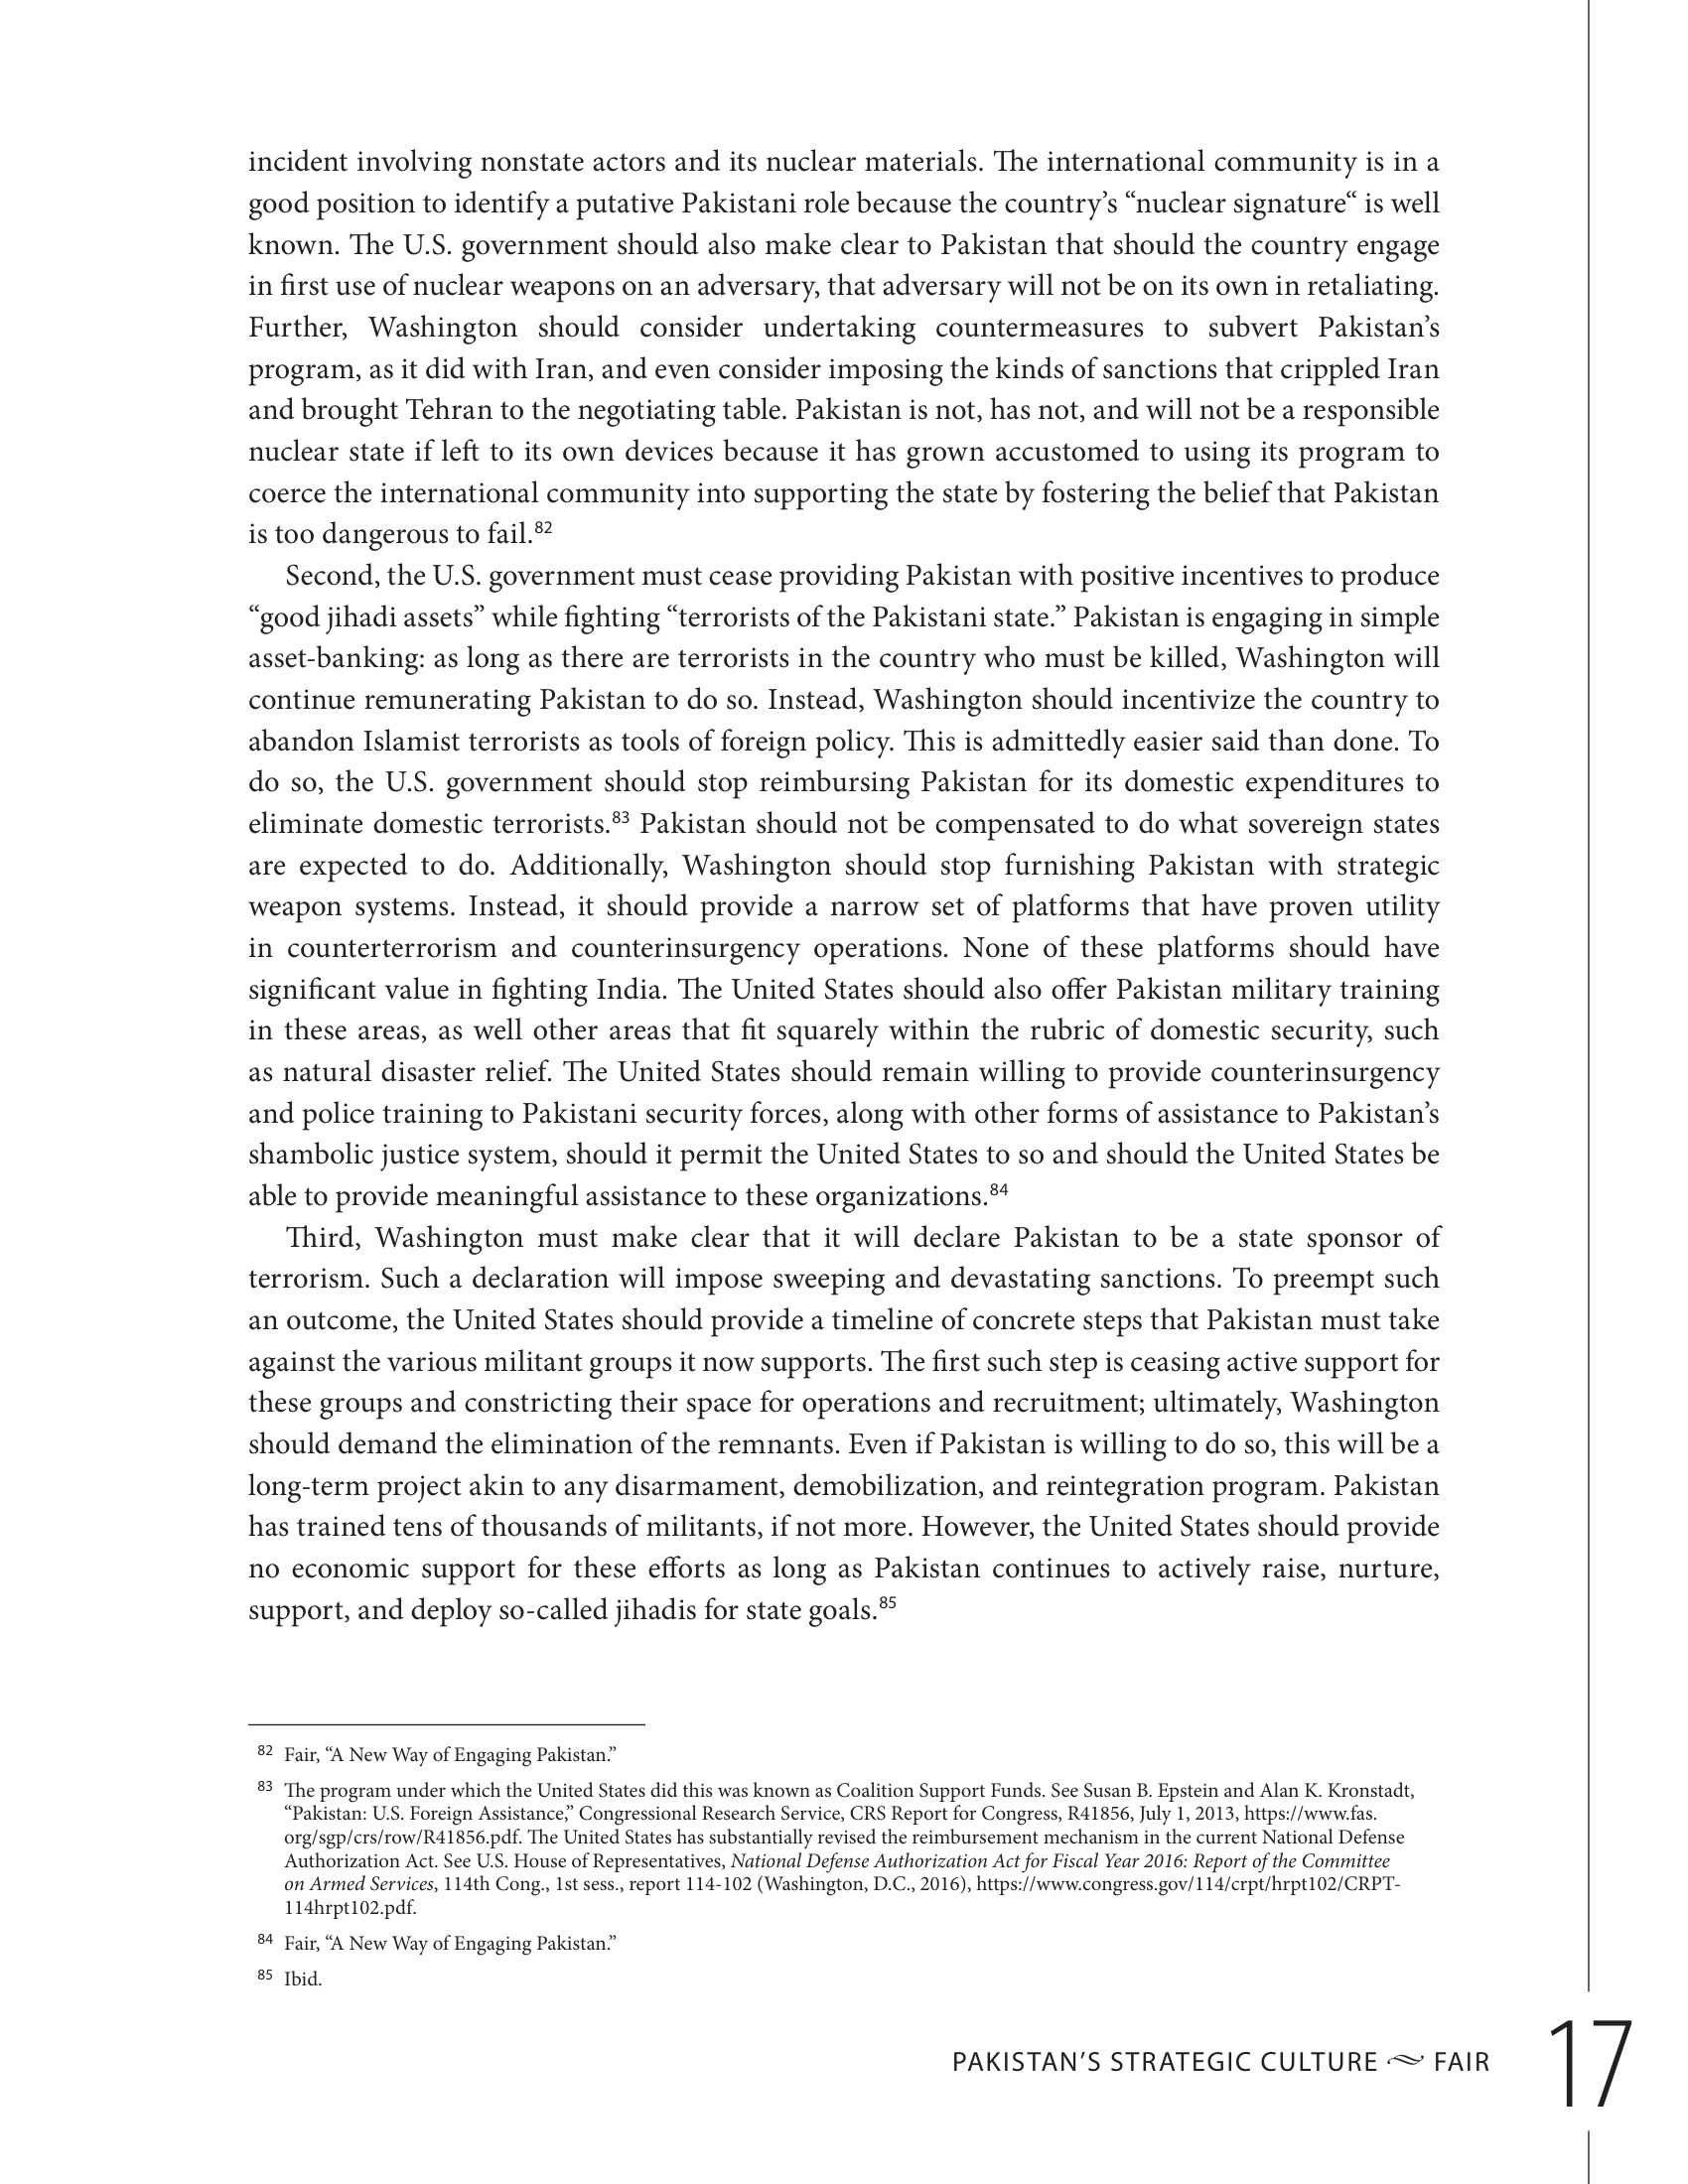 incident involving nonstate actors and its nuclear materials. The international community is in a
good position to identify a putative Pakistani role because the country’s “nuclear signature“ is well
known. The U.S. government should also make clear to Pakistan that should the country engage
in first use of nuclear weapons on an adversary, that adversary will not be on its own in retaliating.
Further, Washington should consider undertaking countermeasures to subvert Pakistan’s
program, as it did with Iran, and even consider imposing the kinds of sanctions that crippled Iran
and brought Tehran to the negotiating table. Pakistan is not, has not, and will not be a responsible
nuclear state if left to its own devices because it has grown accustomed to using its program to
coerce the international community into supporting the state by fostering the belief that Pakistan
is too dangerous to fail.82
Second, the U.S. government must cease providing Pakistan with positive incentives to produce
“good jihadi assets” while fighting “terrorists of the Pakistani state.” Pakistan is engaging in simple
asset-banking: as long as there are terrorists in the country who must be killed, Washington will
continue remunerating Pakistan to do so. Instead, Washington should incentivize the country to
abandon Islamist terrorists as tools of foreign policy. This is admittedly easier said than done. To
do so, the U.S. government should stop reimbursing Pakistan for its domestic expenditures to
eliminate domestic terrorists.83 Pakistan should not be compensated to do what sovereign states
are expected to do. Additionally, Washington should stop furnishing Pakistan with strategic
weapon systems. Instead, it should provide a narrow set of platforms that have proven utility
in counterterrorism and counterinsurgency operations. None of these platforms should have
significant value in fighting India. The United States should also offer Pakistan military training
in these areas, as well other areas that fit squarely within the rubric of domestic security, such
as natural disaster relief. The United States should remain willing to provide counterinsurgency
and police training to Pakistani security forces, along with other forms of assistance to Pakistan’s
shambolic justice system, should it permit the United States to so and should the United States be
able to provide meaningful assistance to these organizations.84
Third, Washington must make clear that it will declare Pakistan to be a state sponsor of
terrorism. Such a declaration will impose sweeping and devastating sanctions. To preempt such
an outcome, the United States should provide a timeline of concrete steps that Pakistan must take
against the various militant groups it now supports. The first such step is ceasing active support for
these groups and constricting their space for operations and recruitment; ultimately, Washington
should demand the elimination of the remnants. Even if Pakistan is willing to do so, this will be a
long-term project akin to any disarmament, demobilization, and reintegration program. Pakistan
has trained tens of thousands of militants, if not more. However, the United States should provide
no economic support for these efforts as long as Pakistan continues to actively raise, nurture,
support, and deploy so-called jihadis for state goals.85
82 Fair, “A New Way of Engaging Pakistan.”
83 The program under which the United States did this was known as Coalition Support Funds. See Susan B. Epstein and Alan K. Kronstadt,
“Pakistan: U.S. Foreign Assistance,” Congressional Research Service, CRS Report for Congress, R41856, July 1, 2013, https://www.fas.
org/sgp/crs/row/R41856.pdf. The United States has substantially revised the reimbursement mechanism in the current National Defense
Authorization Act. See U.S. House of Representatives, National Defense Authorization Act for Fiscal Year 2016: Report of the Committee
on Armed Services, 114th Cong., 1st sess., report 114-102 (Washington, D.C., 2016), https://www.congress.gov/114/crpt/hrpt102/CRPT-
114hrpt102.pdf.
84 Fair, “A New Way of Engaging Pakistan.”
85 Ibid.
PAKISTAN’S STRATEGIC CULTURE ~ FAIR
17